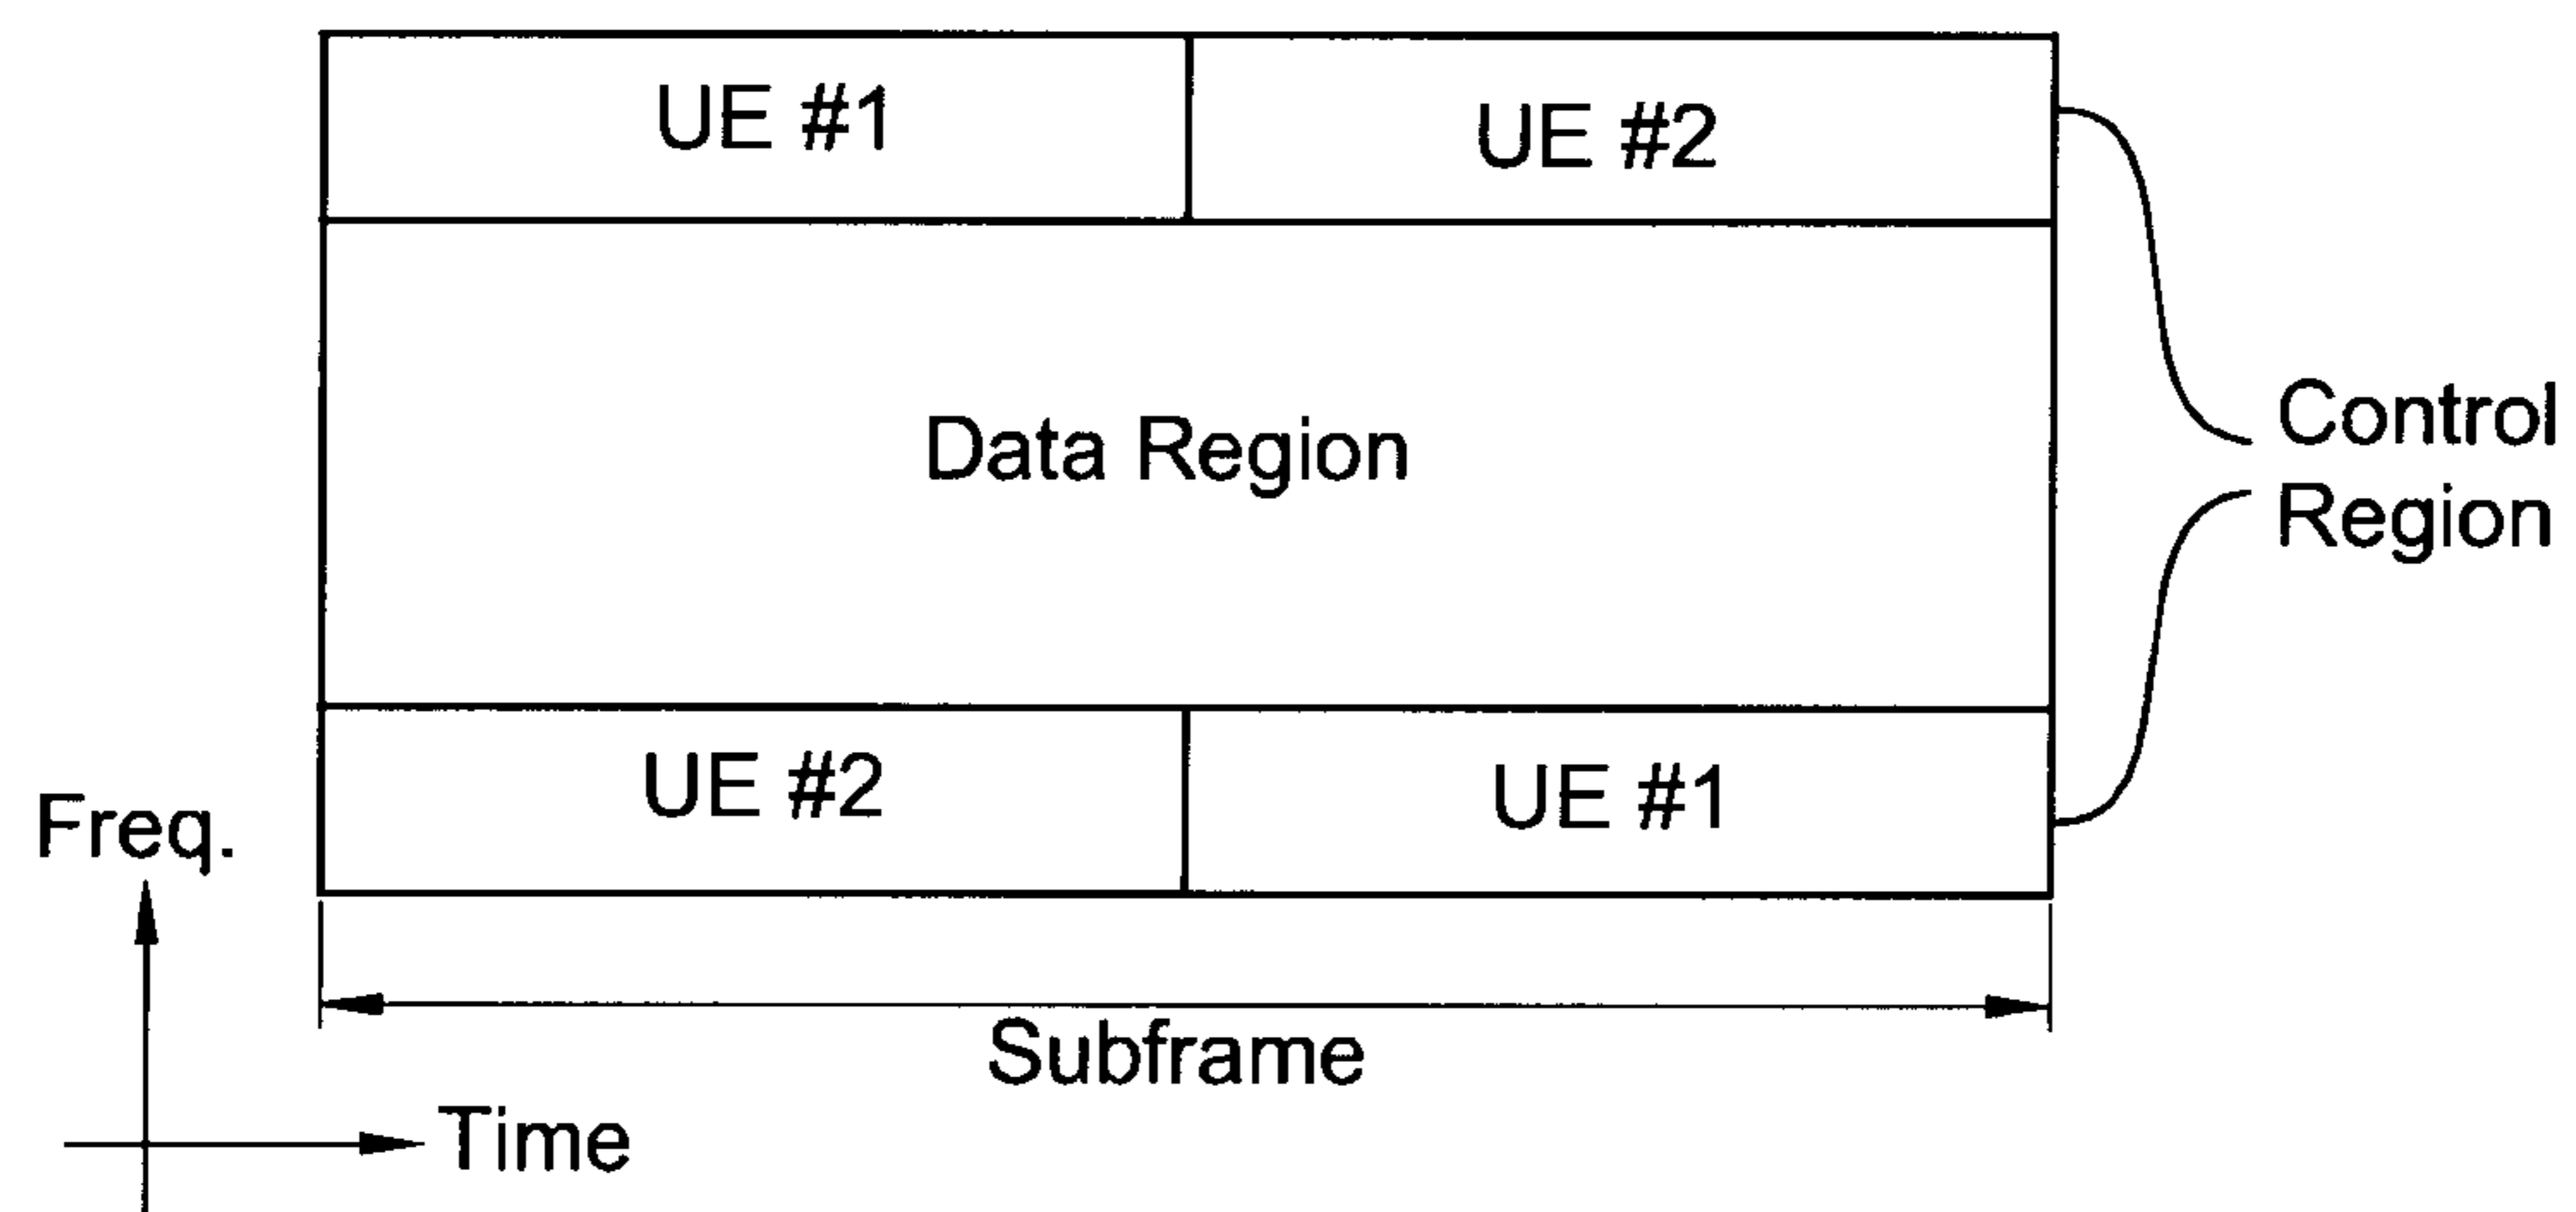 UE #1
UE #2
Data Region
Control
Region
UE #2
UE #1
Freq.
Subframe
Time